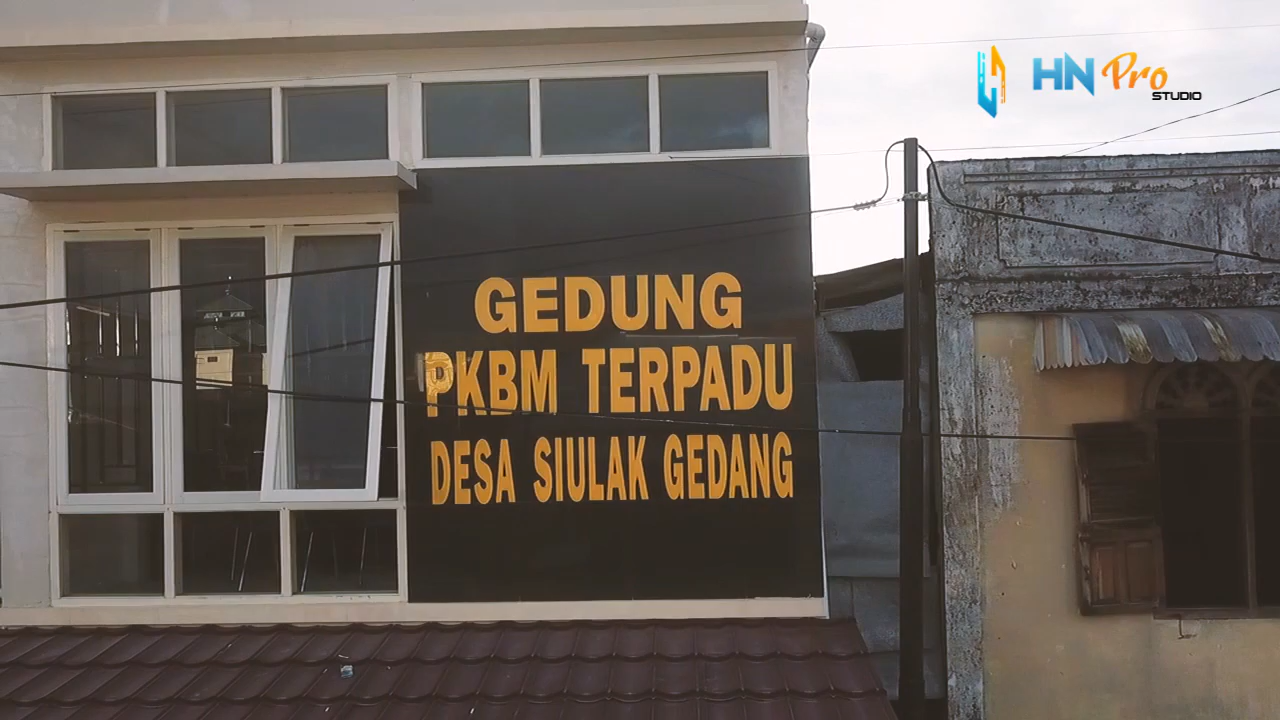 HN Pro
STUDIO
GEDUNG
PKBM TERPADU
DESA SIULAK GEDANG